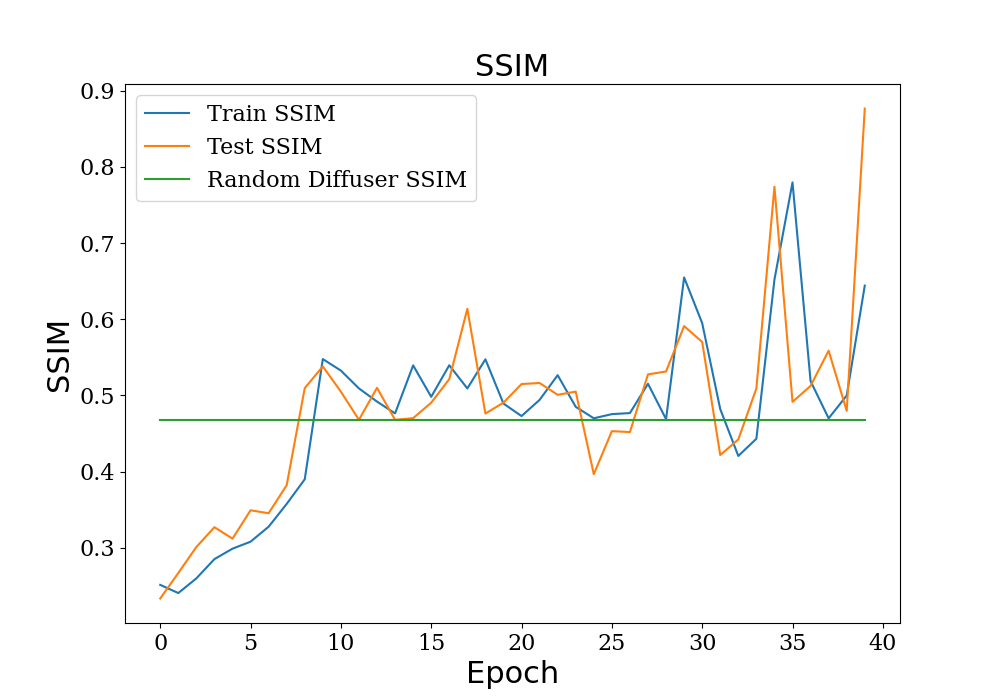 SSIM
Train SSIM
Test SSIM
Random Diffuser SSIM
SSIM
0.9
0.8
0.7
0.6
0.5
0.4
0.3
0 5 10 15 20 25 30 35 40
Epoch